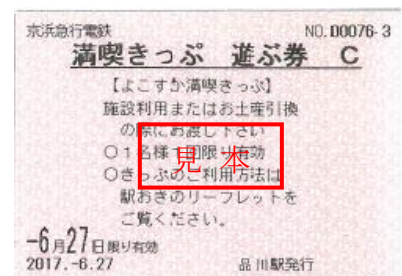 京浜急行電鉄 NO. D0076-3
満喫きっぷ 遊ぶ券 C
【よこすか満喫きっぷ】
施設利用またはお土産引換
の際にお渡し下さい
○1名様1回限り有効
○きっぷのご利用方法は
駅おきのリーフレットを
ご覧ください。
見本
-6月27日限り有効
2017.-6.27 品川駅発行